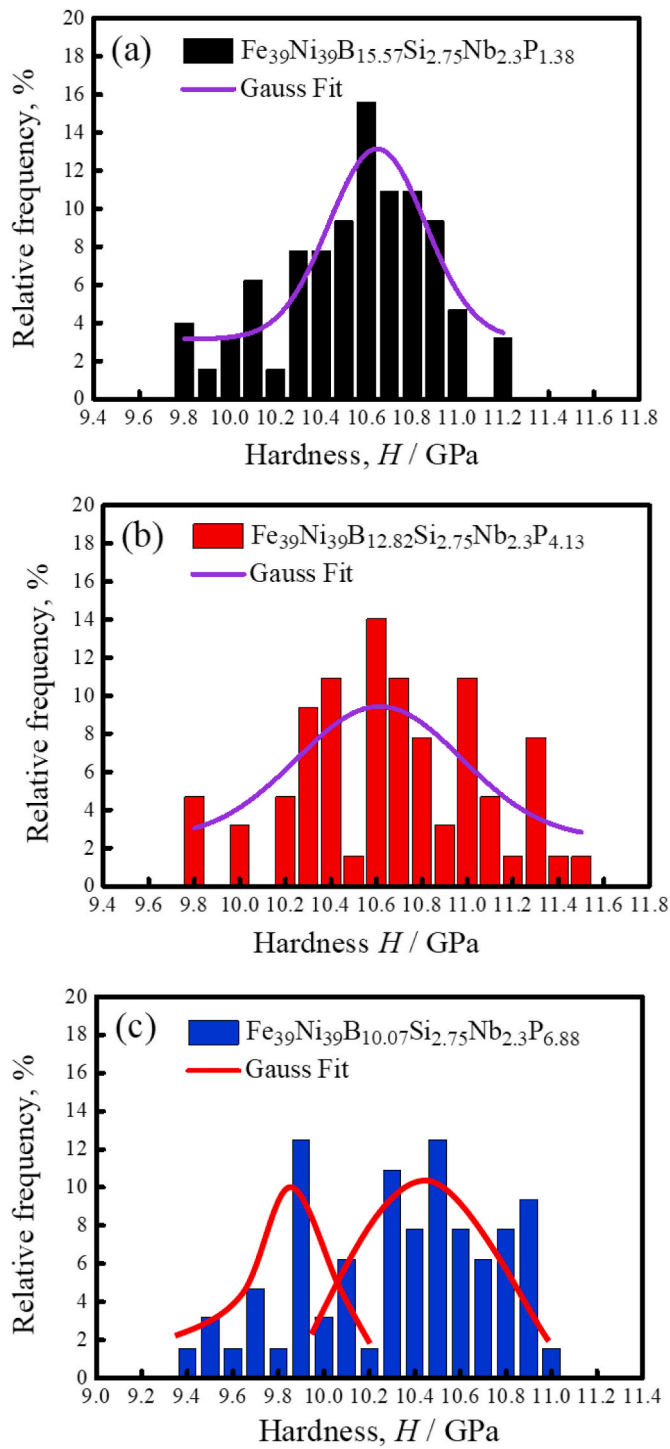 (a)
Fe39Ni39B15.57Si2.75Nb2.3P1.38
Gauss Fit
Relative frequency, %
20
18
16
14
12
10
8
6
4
2
0
9.4 9.6 9.8 10.0 10.2 10.4 10.6 10.8 11.0 11.2 11.4 11.6 11.8
Hardness, H / GPa
(b)
Fe39Ni39B12.82Si2.75Nb2.3P4.13
Gauss Fit
Relative frequency, %
20
18
16
14
12
10
8
6
4
2
0
9.4 9.6 9.8 10.0 10.2 10.4 10.6 10.8 11.0 11.2 11.4 11.6 11.8
Hardness H / GPa
(c)
Fe39Ni39B10.07Si2.75Nb2.3P6.88
Gauss Fit
Relative frequency, %
20
18
16
14
12
10
8
6
4
2
0
9.0 9.2 9.4 9.6 9.8 10.0 10.2 10.4 10.6 10.8 11.0 11.2 11.4
Hardness, H / GPa